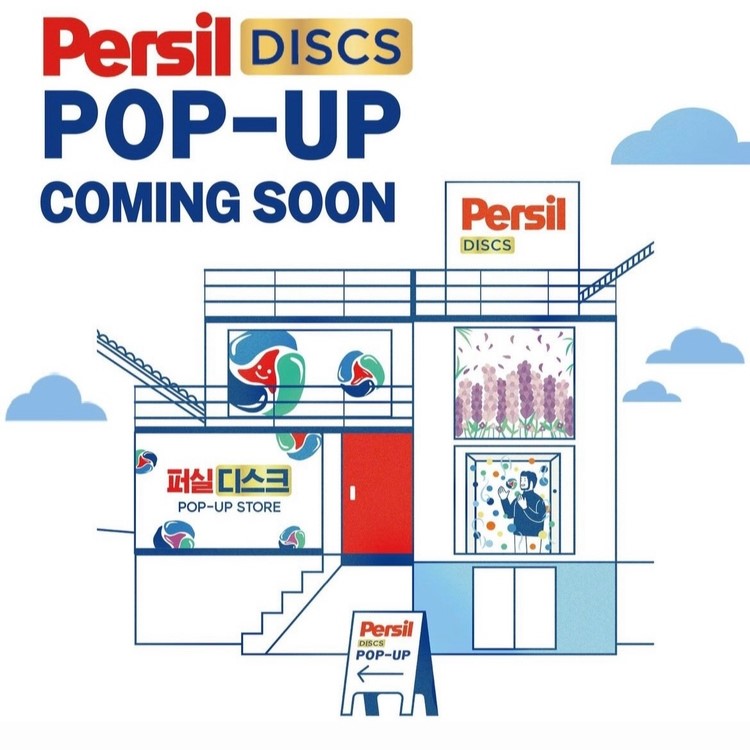 Persil DISCS
POP-UP
COMING SOON
Persil
DISCS
퍼실 디스크
POP-UP STORE
Persil
DISCS
POP-UP